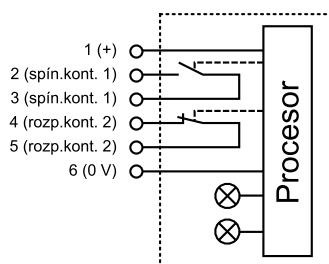 1 (+)
2 (spín.kont. 1)
3 (spín.kont. 1)
4 (rozp.kont. 2)
5 (rozp.kont. 2)
6 (0 V)
Procesor